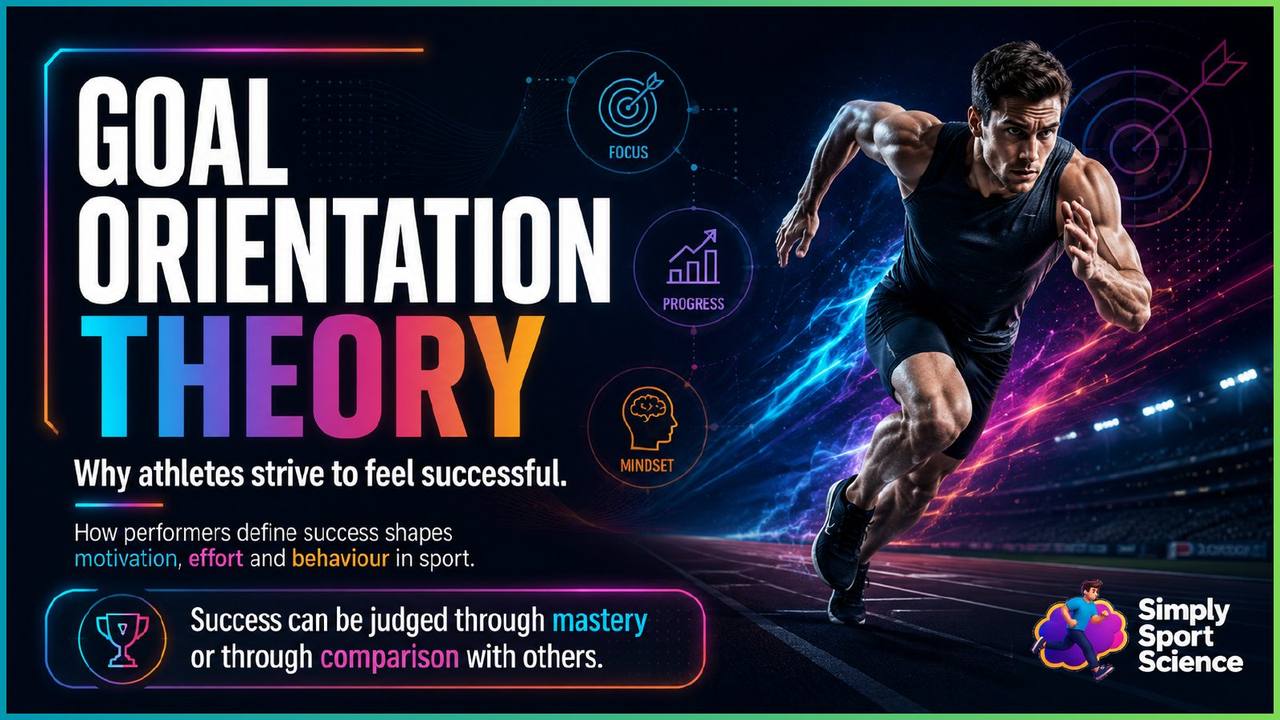 GOAL
ORIENTATION
THEORY
Why athletes strive to feel successful.
How performers define success shapes
motivation, effort and behaviour in sport.
Success can be judged through mastery
or through comparison with others.
FOCUS
PROGRESS
MINDSET
Simply
Sport
Science